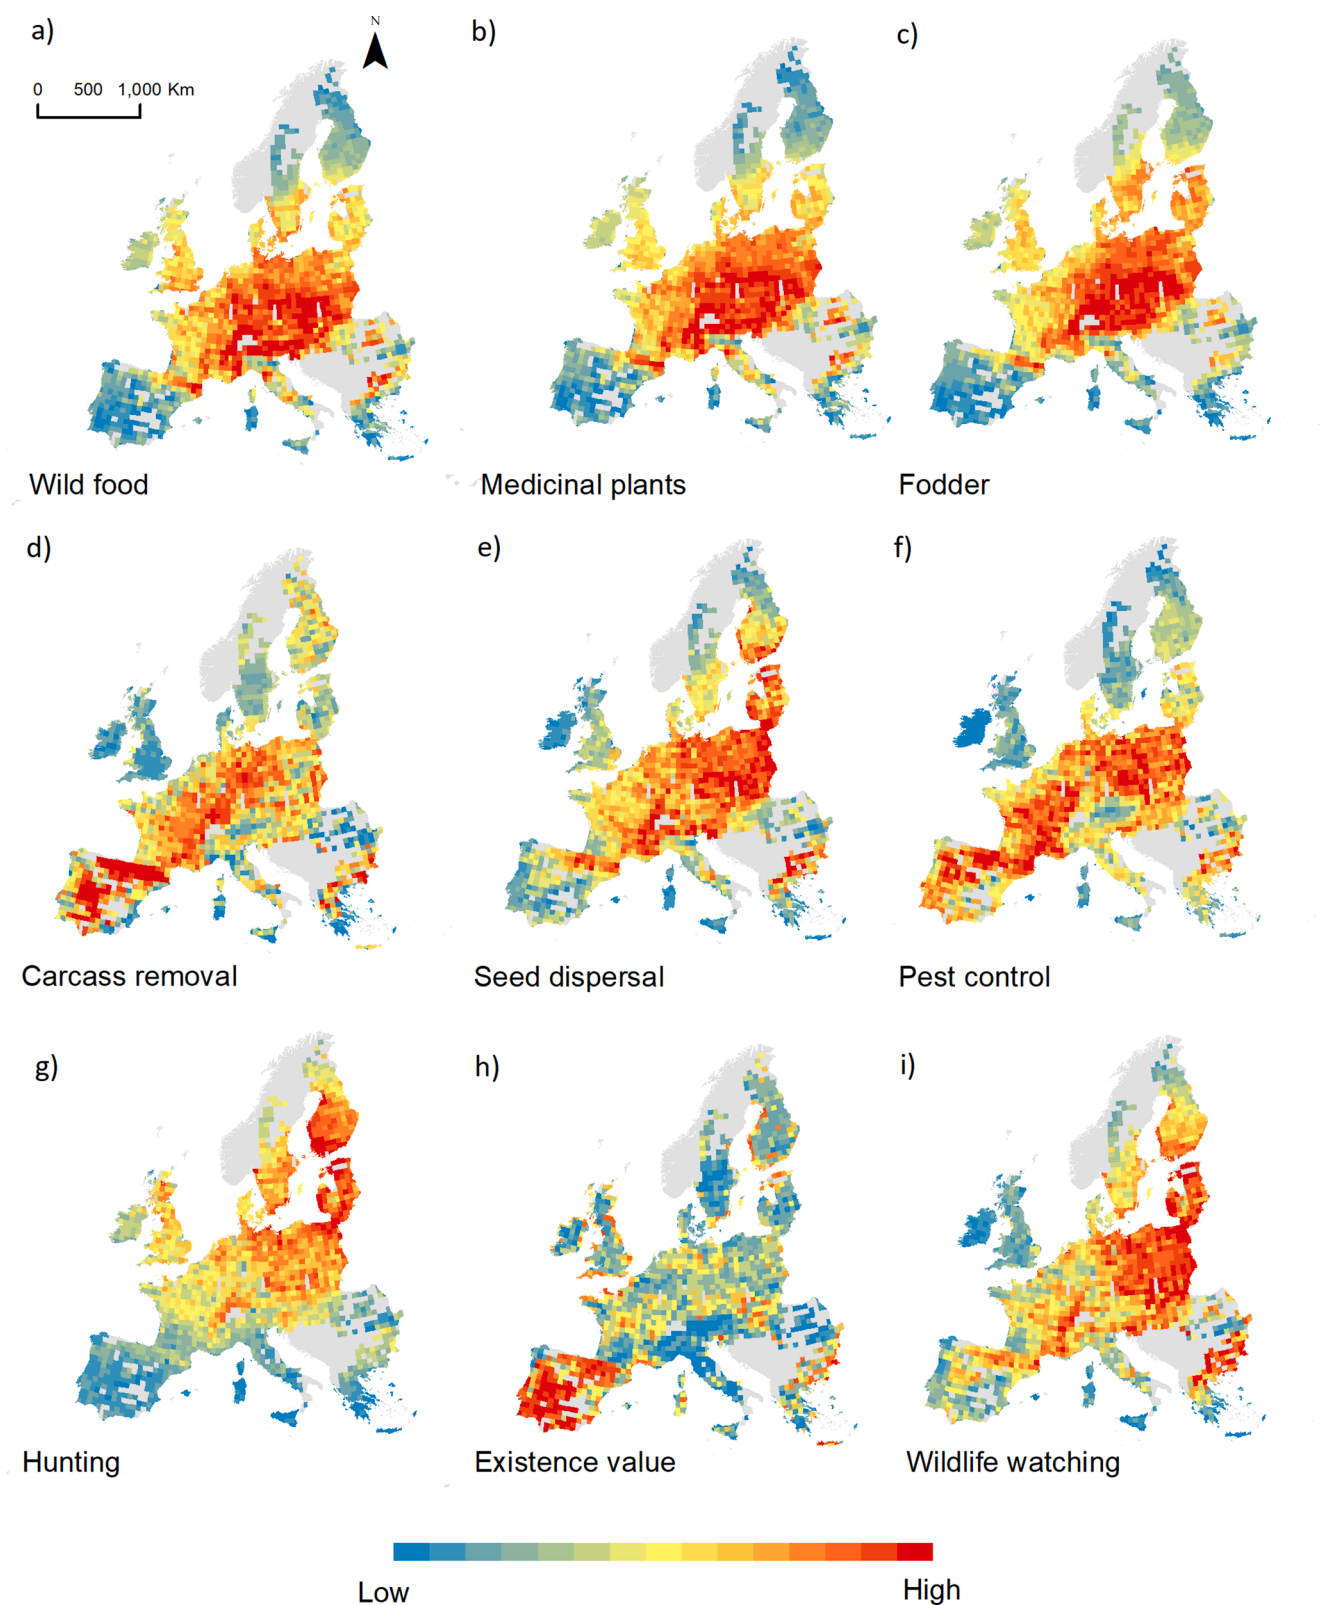 a)
b)
c)
N
0 500 1,000 Km
Wild food
Medicinal plants
Fodder
d)
e)
f)
Carcass removal
Seed dispersal
Pest control
g)
h)
i)
Hunting
Existence value
Wildlife watching
Low
High